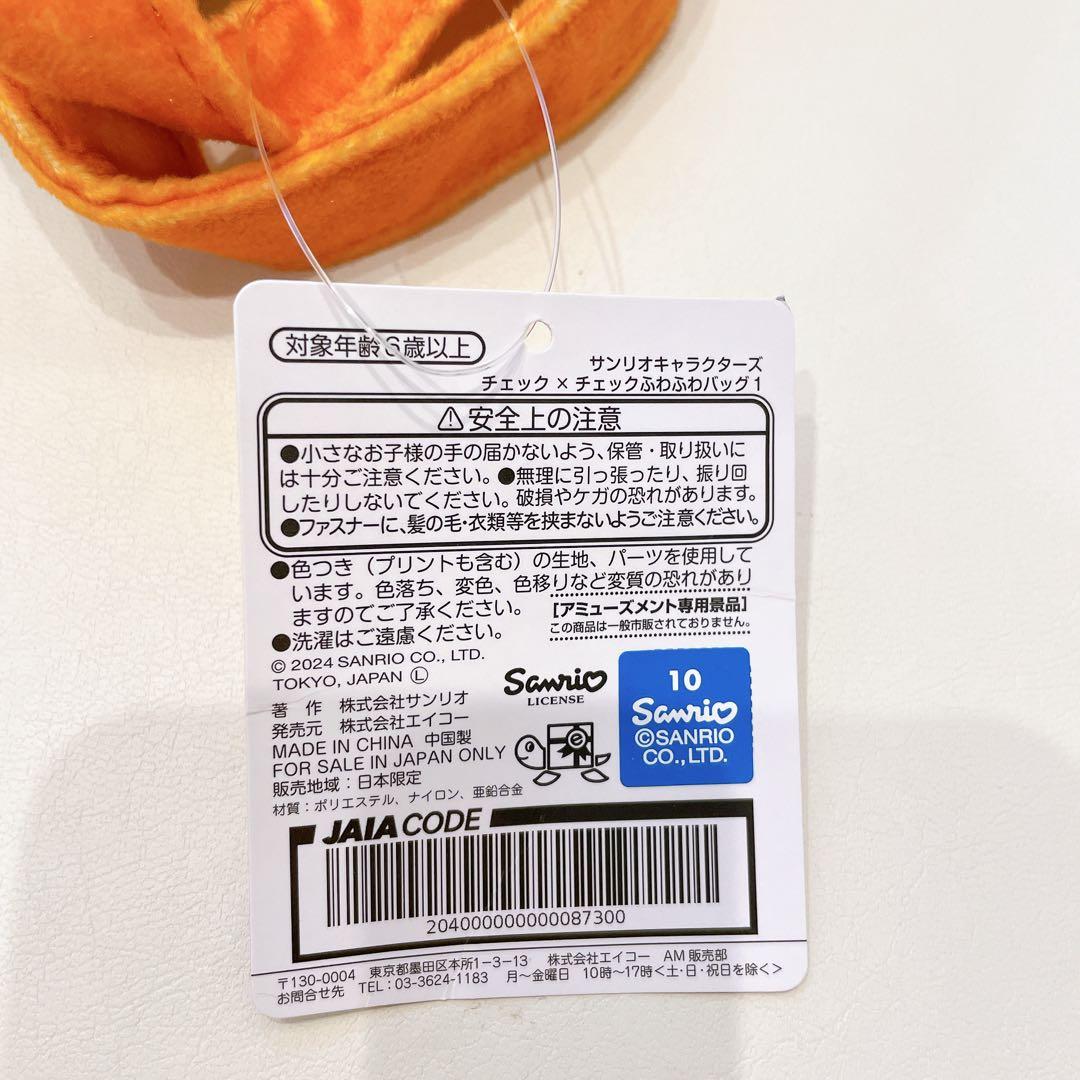 対象年齢6歳以上
サンリオキャラクターズ
チェック×チェックふわふわバッグ1
⚠安全上の注意
●小さなお子様の手の届かないよう、保管・取り扱いに
は十分ご注意ください。●無理に引っ張ったり、振り回
したりしないでください。破損やケガの恐れがあります。
●ファスナーに、髪の毛・衣類等を挟まないようご注意ください。
●色つき（プリントも含む）の生地、パーツを使用して
います。色落ち、変色、色移りなど変質の恐れがあり
ますのでご了承ください。
●洗濯はご遠慮ください。
[アミューズメント専用景品]
この商品は一般市販されておりません。
© 2024 SANRIO CO., LTD.
TOKYO, JAPAN Ⓛ
著　作　株式会社サンリオ
発売元　株式会社エイコー
MADE IN CHINA 中国製
FOR SALE IN JAPAN ONLY
販売地域：日本限定
材質：ポリエステル、ナイロン、亜鉛合金
Sanrio
LICENSE
e
10
Sanrio
©SANRIO
CO.,LTD.
JAIA CODE
204000000000087300
〒130-0004　東京都墨田区本所1-3-13　株式会社エイコー　AM販売部
お問合せ先　TEL：03-3624-1183　月～金曜日　10時～17時＜土・日・祝日を除く＞